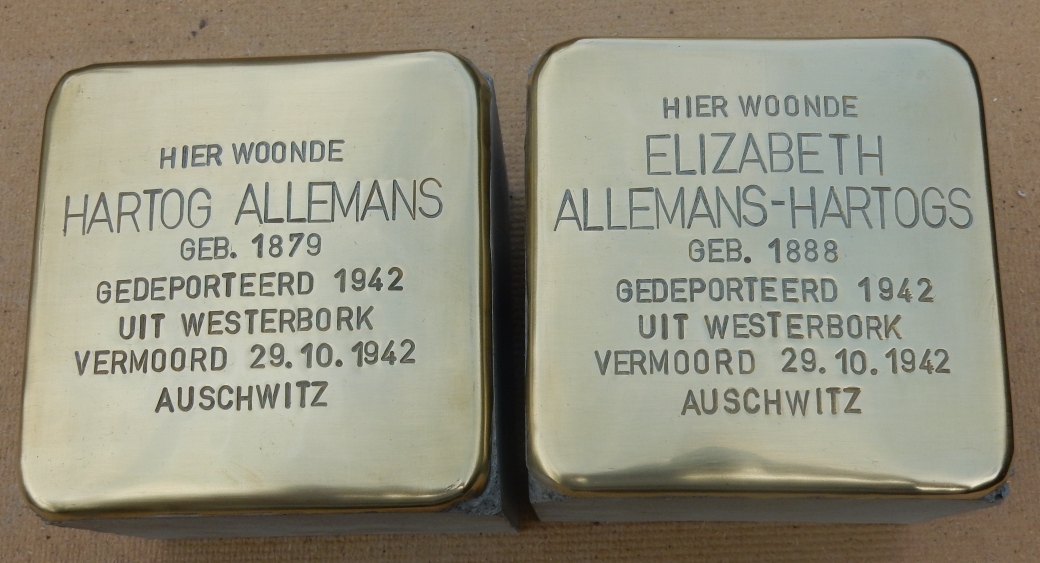 HIER WOONDE
HARTOG ALLEMANS
GEB. 1879
GEDEPORTEERD 1942
UIT WESTERBORK
VERMOORD 29.10.1942
AUSCHWITZ
HIER WOONDE
ELIZABETH
ALLEMANS-HARTOGS
GEB. 1888
GEDEPORTEERD 1942
UIT WESTERBORK
VERMOORD 29.10.1942
AUSCHWITZ